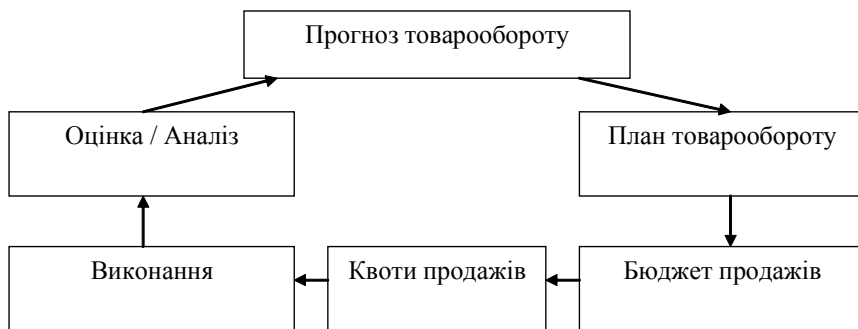 Прогноз товарообороту
Оцінка / Аналіз
План товарообороту
Виконання
Квоти продажів
Бюджет продажів